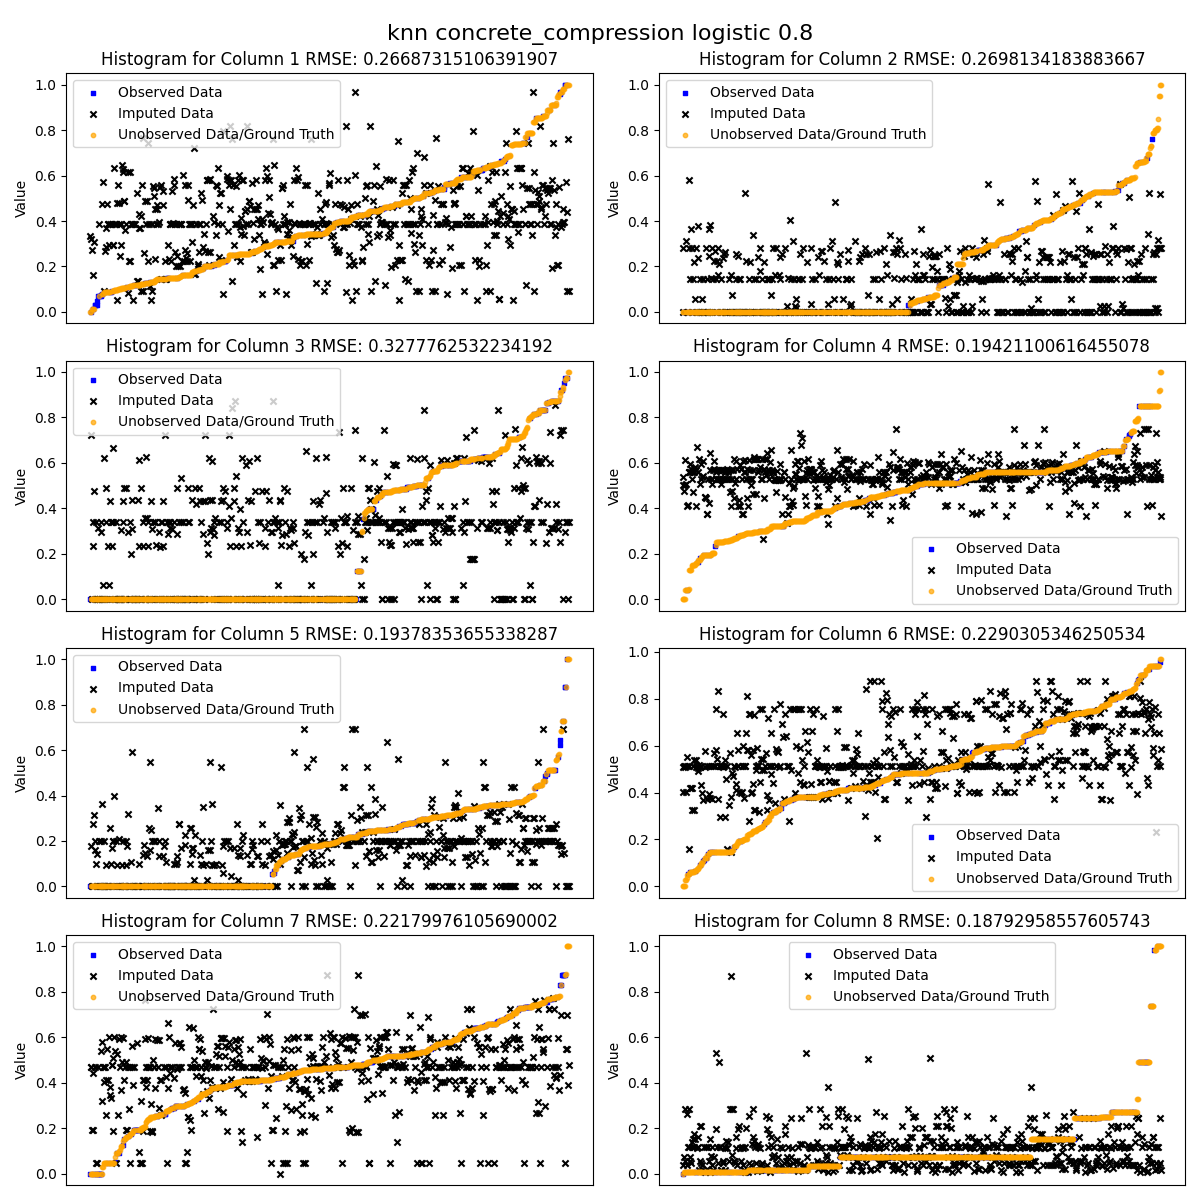 knn concrete_compression logistic 0.8
Histogram for Column 1 RMSE: 0.26687315106391907
Observed Data
Imputed Data
Unobserved Data/Ground Truth
Value
1.0
0.8
0.6
0.4
0.2
0.0
Histogram for Column 2 RMSE: 0.2698134183883667
Observed Data
Imputed Data
Unobserved Data/Ground Truth
Value
1.0
0.8
0.6
0.4
0.2
0.0
Histogram for Column 3 RMSE: 0.3277762532234192
Observed Data
Imputed Data
Unobserved Data/Ground Truth
Value
1.0
0.8
0.6
0.4
0.2
0.0
Histogram for Column 4 RMSE: 0.19421100616455078
Observed Data
Imputed Data
Unobserved Data/Ground Truth
Value
1.0
0.8
0.6
0.4
0.2
0.0
Histogram for Column 5 RMSE: 0.19378353655338287
Observed Data
Imputed Data
Unobserved Data/Ground Truth
Value
1.0
0.8
0.6
0.4
0.2
0.0
Histogram for Column 6 RMSE: 0.2290305346250534
Observed Data
Imputed Data
Unobserved Data/Ground Truth
Value
1.0
0.8
0.6
0.4
0.2
0.0
Histogram for Column 7 RMSE: 0.22179976105690002
Observed Data
Imputed Data
Unobserved Data/Ground Truth
Value
1.0
0.8
0.6
0.4
0.2
0.0
Histogram for Column 8 RMSE: 0.18792958557605743
Observed Data
Imputed Data
Unobserved Data/Ground Truth
Value
1.0
0.8
0.6
0.4
0.2
0.0